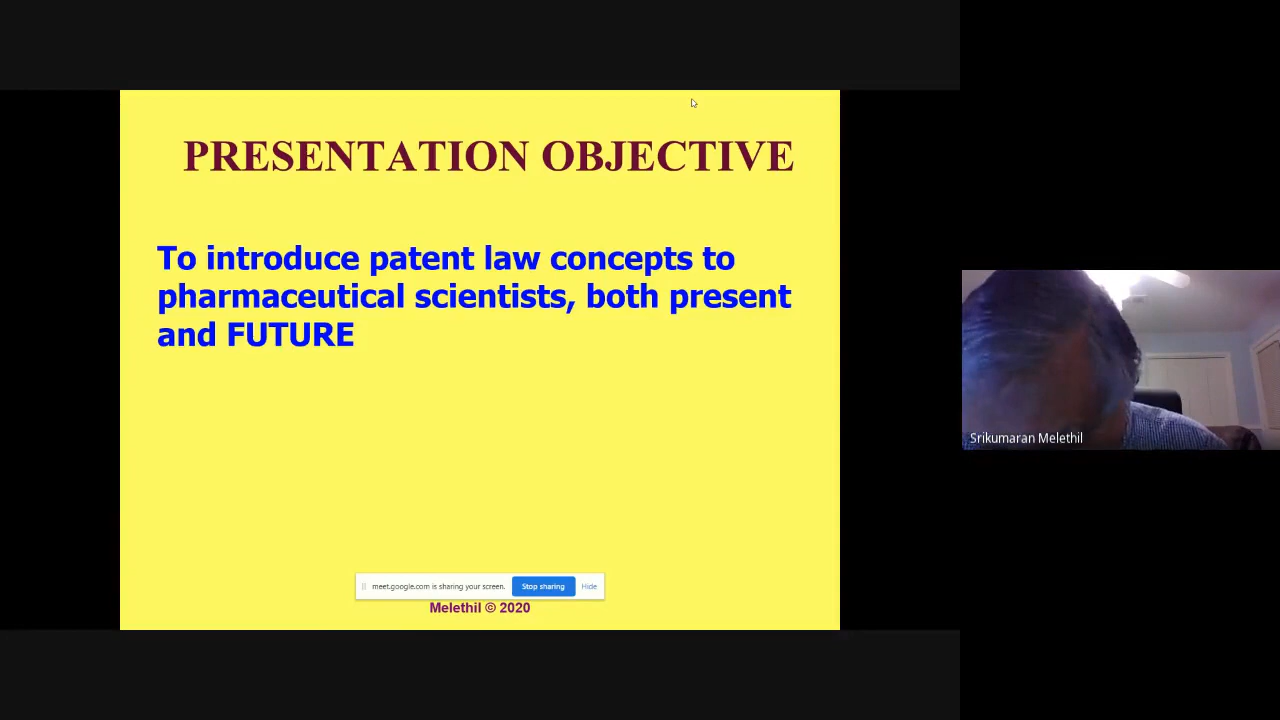 PRESENTATION OBJECTIVE
To introduce patent law concepts to
pharmaceutical scientists, both present
and FUTURE
meet.google.com is sharing your screen. Stop sharing Hide
Melethil © 2020
Srikumaran Melethil